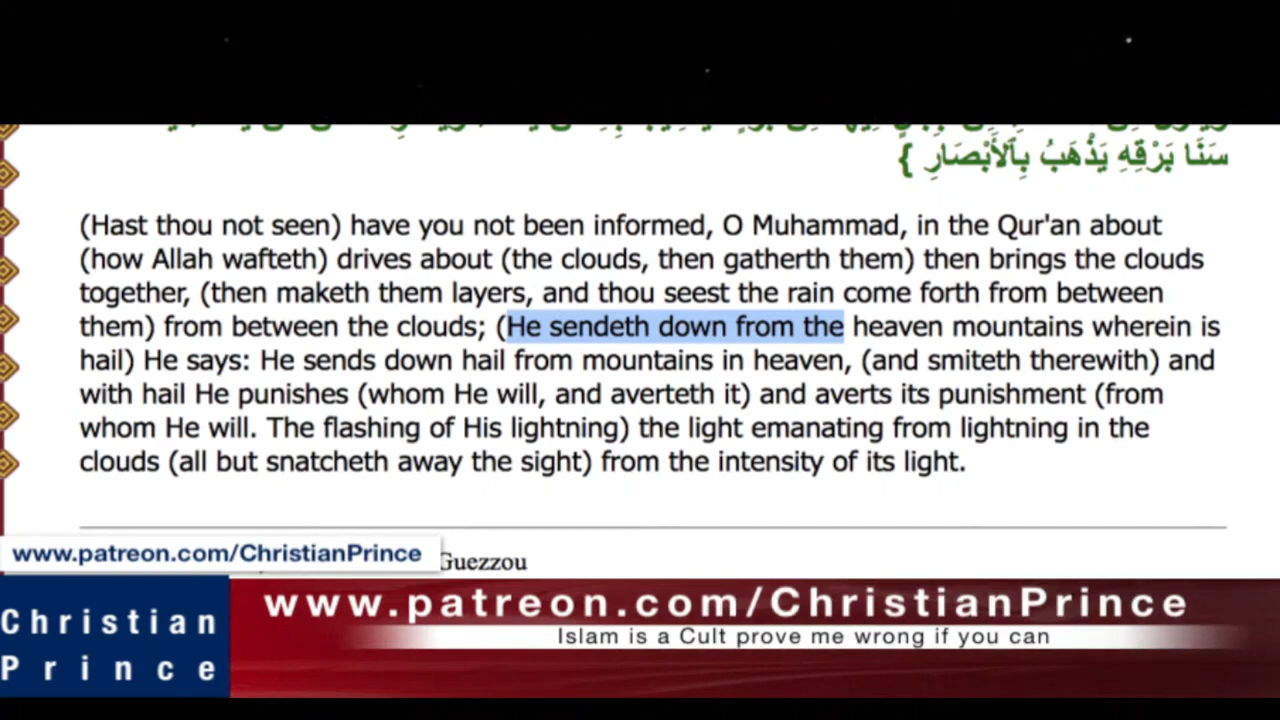 سَنَا بَرْقِهِ يَذْهَبُ بِٱلأَبْصَارِ }
(Hast thou not seen) have you not been informed, O Muhammad, in the Qur'an about
(how Allah wafteth) drives about (the clouds, then gatherth them) then brings the clouds
together, (then maketh them layers, and thou seest the rain come forth from between
them) from between the clouds; (He sendeth down from the heaven mountains wherein is
hail) He says: He sends down hail from mountains in heaven, (and smiteth therewith) and
with hail He punishes (whom He will, and averteth it) and averts its punishment (from
whom He will. The flashing of His lightning) the light emanating from lightning in the
clouds (all but snatcheth away the sight) from the intensity of its light.
www.patreon.com/ChristianPrince
Guezzou
www.patreon.com/ChristianPrince
Islam is a Cult prove me wrong if you can
Christian
Prince